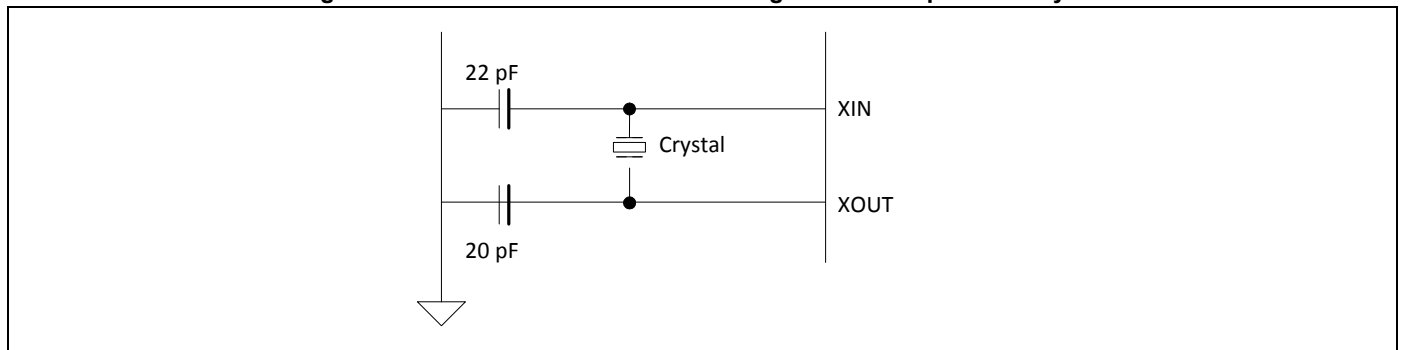 22 pF
XIN
Crystal
XOUT
20 pF